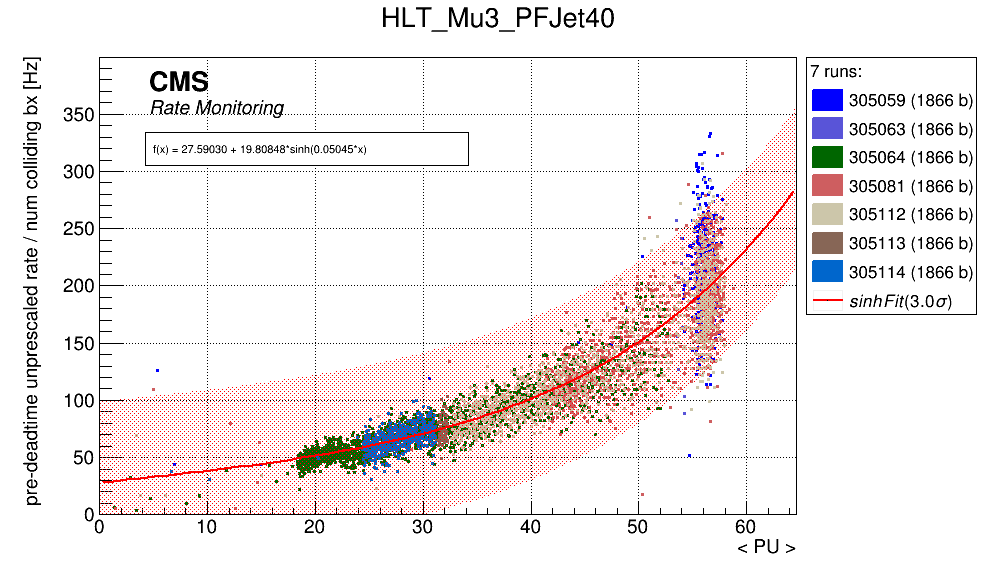 HLT_Mu3_PFJet40
pre-deadtime unprescaled rate / num colliding bx [Hz]
CMS
Rate Monitoring
f(x) = 27.59030 + 19.80848*sinh(0.05045*x)
350
300
250
200
150
100
50
0
0 10 20 30 40 50 60
< PU >
7 runs:
305059 (1866 b)
305063 (1866 b)
305064 (1866 b)
305081 (1866 b)
305112 (1866 b)
305113 (1866 b)
305114 (1866 b)
sinhFit(3.0σ)